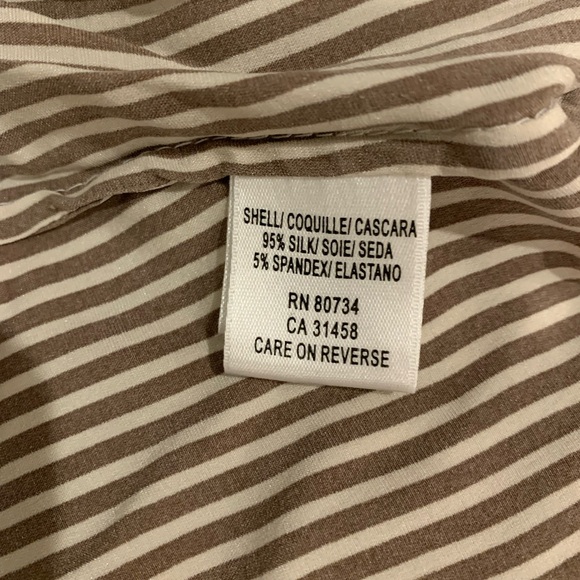 SHELL/ COQUILLE/ CASCARA
95% SILK/ SOIE/ SEDA
5% SPANDEX/ ELASTANO
RN 80734
CA 31458
CARE ON REVERSE